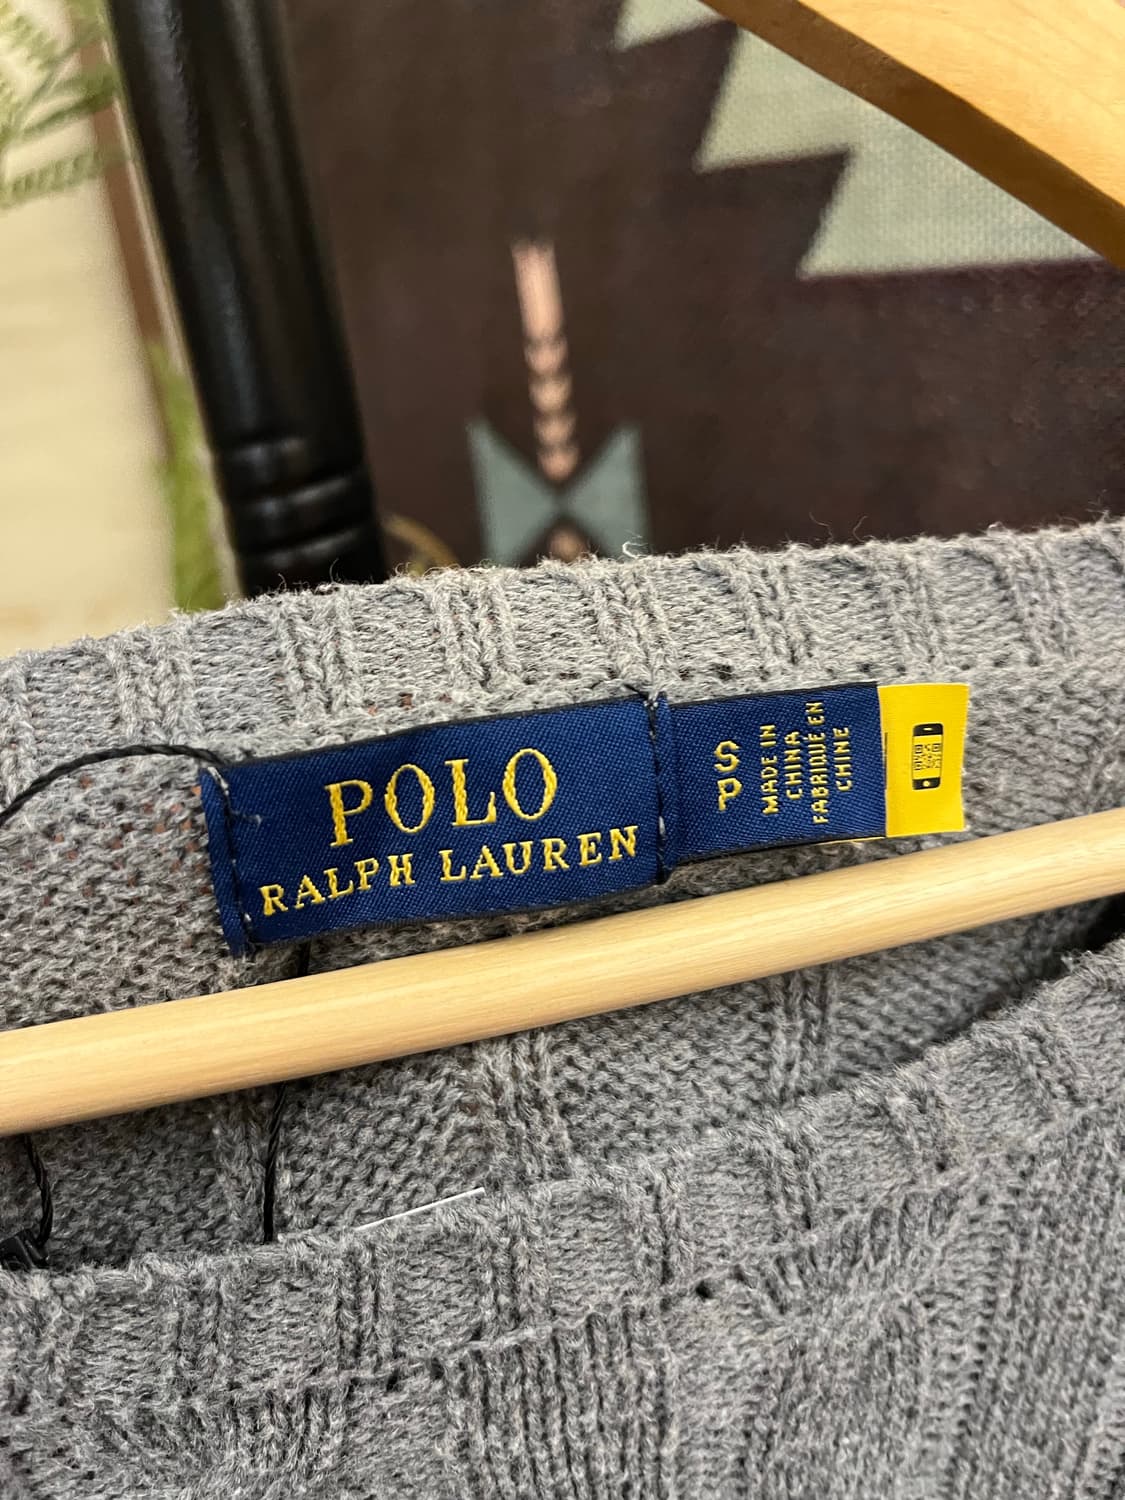 POLO
RALPH LAUREN
S
P
MADE IN
CHINA
FABRIQUÉ EN
CHINE